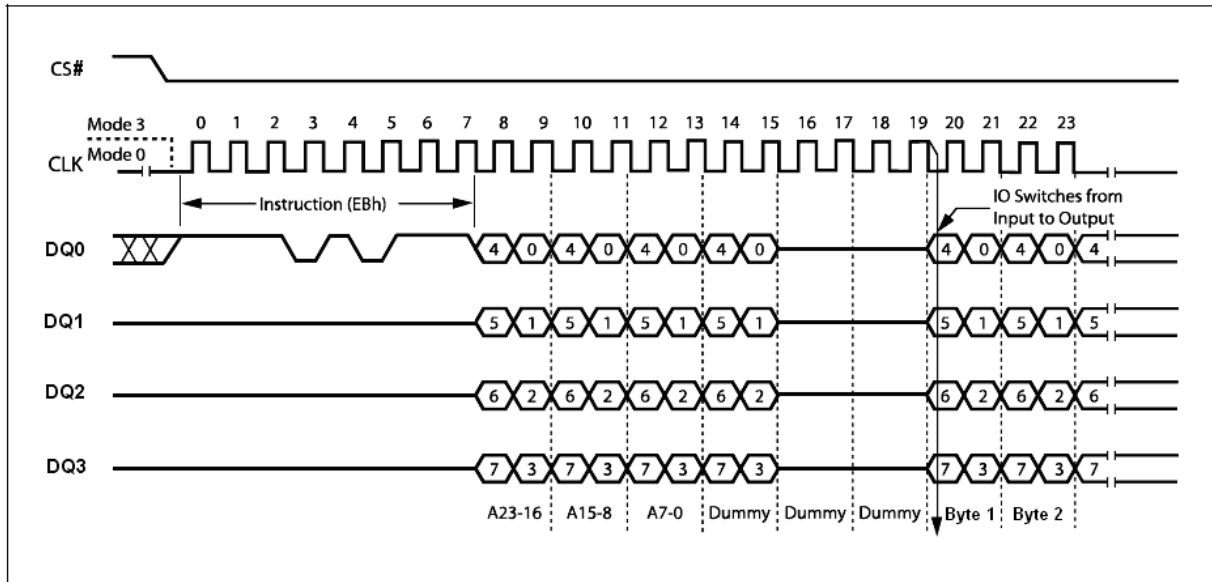 CS#
Mode 3
0 1 2 3 4 5 6 7 8 9 10 11 12 13 14 15 16 17 18 19 20 21 22 23
Mode 0
CLK
Instruction (EBh)
IO Switches from
Input to Output
DQ0 4 0 4 0 4 0 4 0 4 0 4 0 4
DQ1 5 1 5 1 5 1 5 1 5 1 5 1 5
DQ2 6 2 6 2 6 2 6 2 6 2 6 2 6
DQ3 7 3 7 3 7 3 7 3 7 3 7 3 7
A23-16 A15-8 A7-0 Dummy Dummy Dummy Byte 1 Byte 2